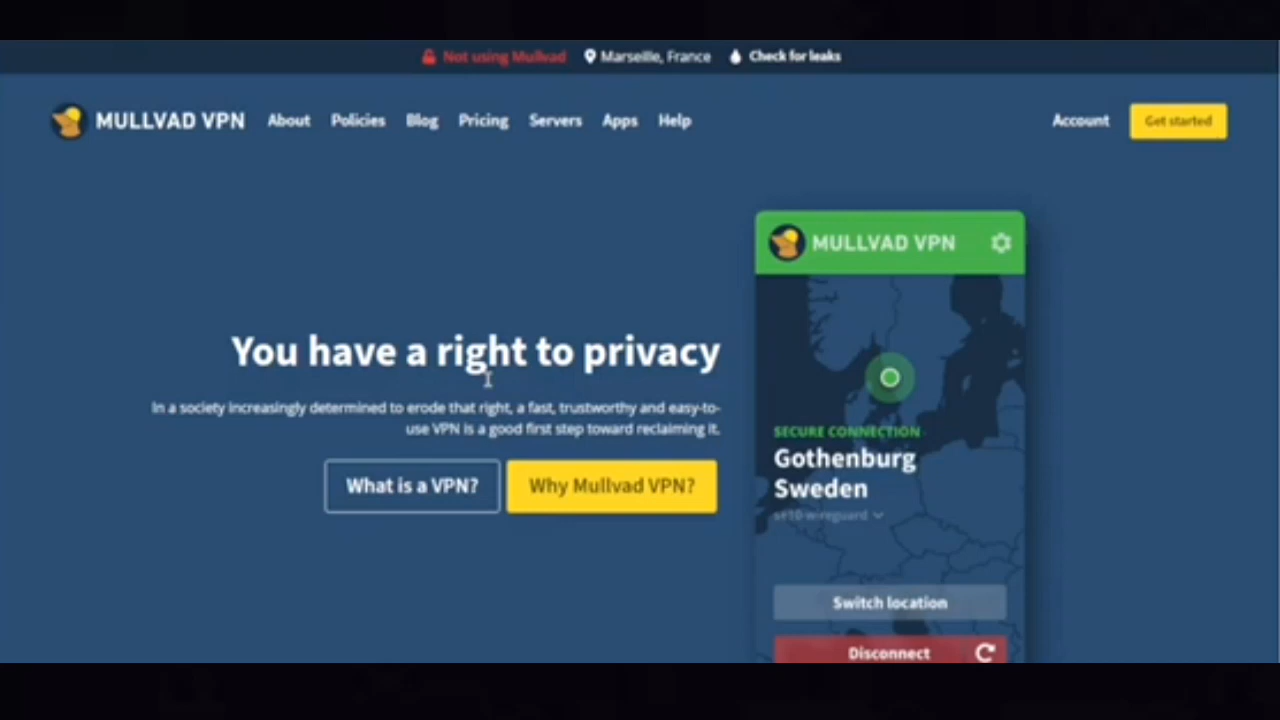 Not using Mullvad Marseille, France Check for leaks
MULLVAD VPN About Policies Blog Pricing Servers Apps Help Account Get started
MULLVAD VPN
You have a right to privacy
In a society increasingly determined to erode that right, a fast, trustworthy and easy-to-
use VPN is a good first step toward reclaiming it.
What is a VPN? Why Mullvad VPN?
SECURE CONNECTION
Gothenburg
Sweden
Switch location
Disconnect